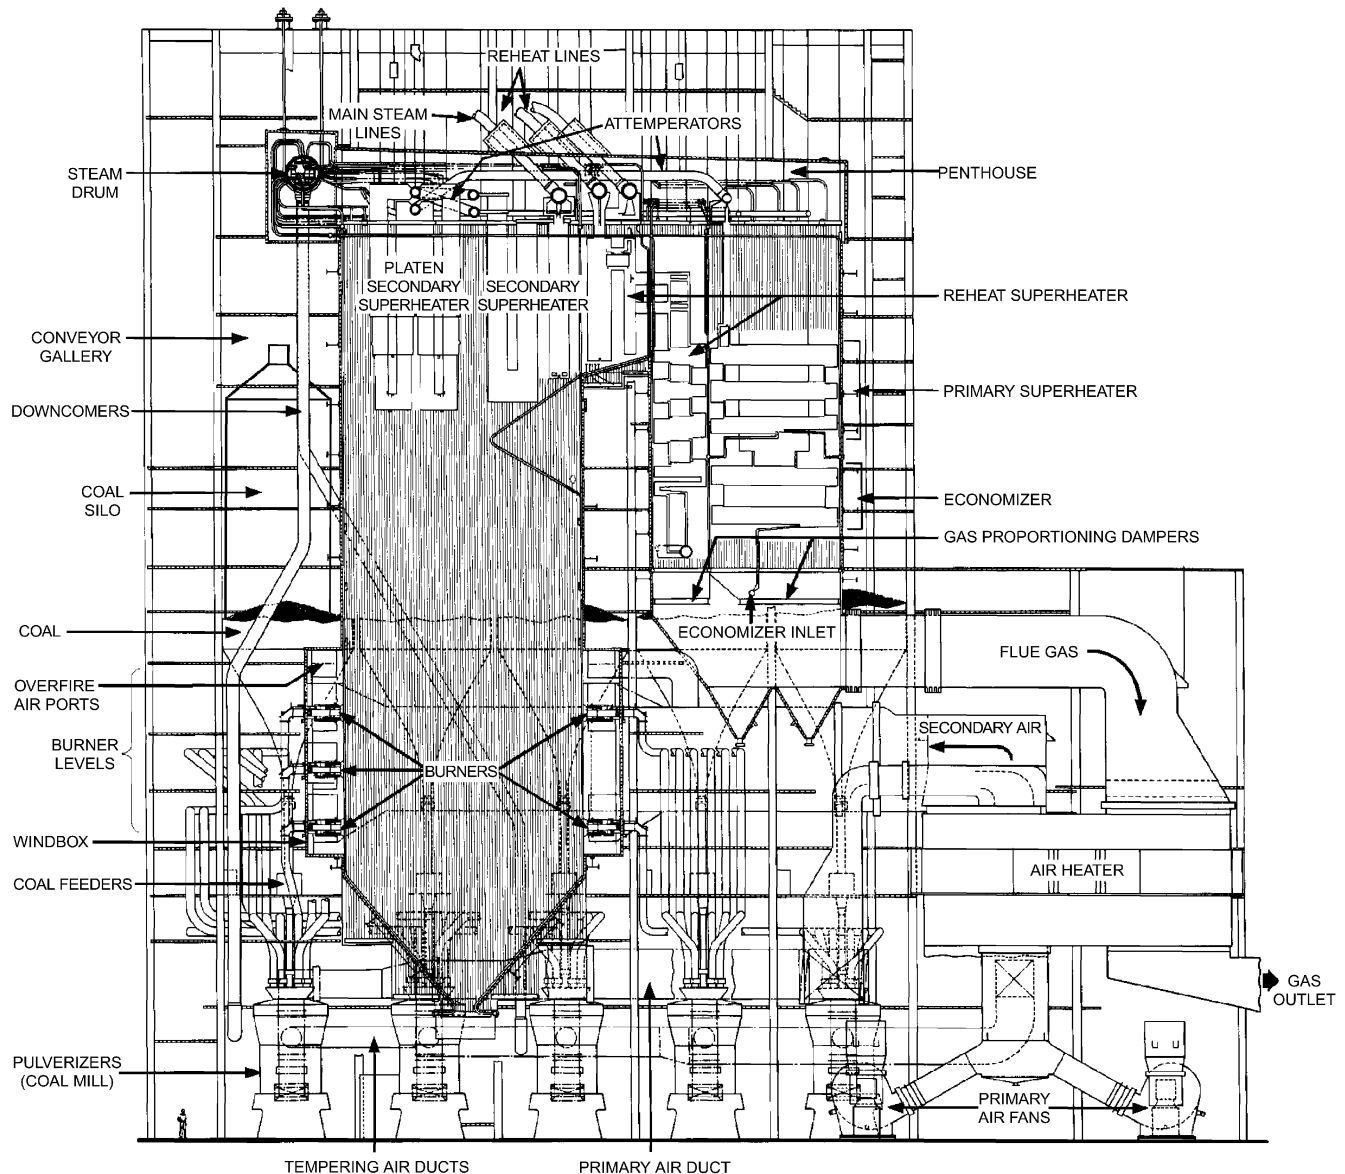 REHEAT LINES
MAIN STEAM
LINES
ATTEMPERATORS
STEAM
DRUM
PENTHOUSE
PLATEN
SECONDARY
SUPERHEATER
SECONDARY
SUPERHEATER
REHEAT SUPERHEATER
CONVEYOR
GALLERY
PRIMARY SUPERHEATER
DOWNCOMERS
COAL
SILO
ECONOMIZER
GAS PROPORTIONING DAMPERS
COAL
ECONOMIZER INLET
FLUE GAS
OVERFIRE
AIR PORTS
SECONDARY AIR
BURNER
LEVELS
BURNERS
WINDBOX
AIR HEATER
COAL FEEDERS
GAS
OUTLET
PULVERIZERS
(COAL MILL)
PRIMARY
AIR FANS
TEMPERING AIR DUCTS
PRIMARY AIR DUCT